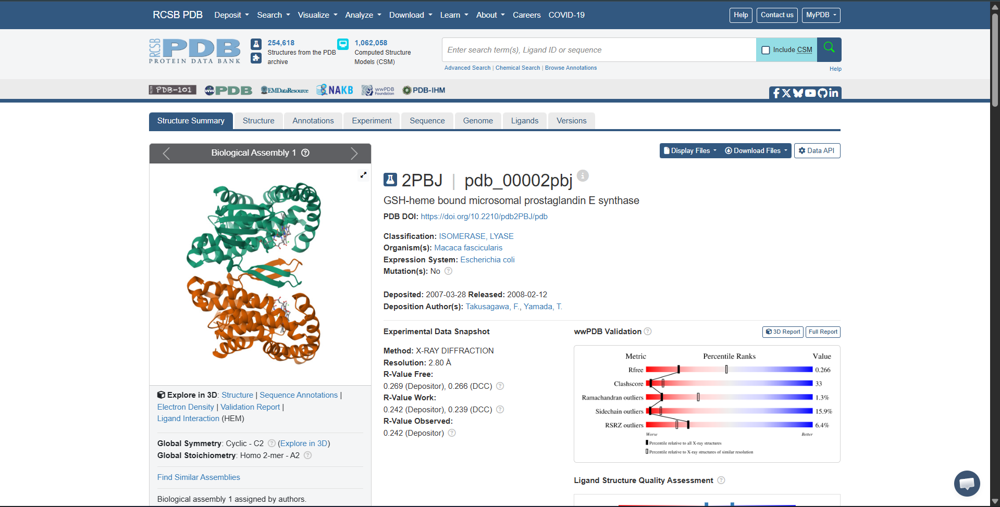 RCSB PDB Deposit Search Visualize Analyze Download Learn About Careers COVID-19 Help Contact us MyPDB
RCSB PDB
PROTEIN DATA BANK
254,618
Structures from the PDB
archive
1,062,058
Computed Structure
Models (CSM)
Enter search term(s), Ligand ID or sequence
Include CSM
Advanced Search | Chemical Search | Browse Annotations
Help
RCSB PDB-101 wwPDB EMDataResource NAKB wwPDB Foundation PDB-IHM
Structure Summary Structure Annotations Experiment Sequence Genome Ligands Versions
Biological Assembly 1
Display Files Download Files Data API
2PBJ | pdb_00002pbj
GSH-heme bound microsomal prostaglandin E synthase
PDB DOI: https://doi.org/10.2210/pdb2PBJ/pdb
Classification: ISOMERASE, LYASE
Organism(s): Macaca fascicularis
Expression System: Escherichia coli
Mutation(s): No
Deposited: 2007-03-28 Released: 2008-02-12
Deposition Author(s): Takusagawa, F., Yamada, T.
Experimental Data Snapshot
Method: X-RAY DIFFRACTION
Resolution: 2.80 Å
R-Value Free:
0.269 (Depositor), 0.266 (DCC)
R-Value Work:
0.242 (Depositor), 0.239 (DCC)
R-Value Observed:
0.242 (Depositor)
wwPDB Validation
3D Report Full Report
Metric Percentile Ranks Value
Rfree 0.266
Clashscore 33
Ramachandran outliers 1.3%
Sidechain outliers 15.9%
RSRZ outliers 6.4%
Worse Better
Percentile relative to all X-ray structures
Percentile relative to X-ray structures of similar resolution
Ligand Structure Quality Assessment
Explore in 3D: Structure | Sequence Annotations |
Electron Density | Validation Report |
Ligand Interaction (HEM)
Global Symmetry: Cyclic - C2 (Explore in 3D)
Global Stoichiometry: Homo 2-mer - A2
Find Similar Assemblies
Biological assembly 1 assigned by authors.